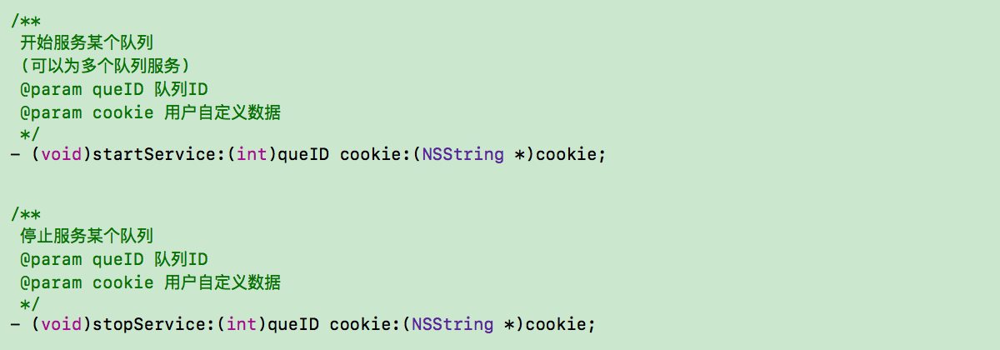 /**
 开始服务某个队列
 (可以为多个队列服务)
 @param queID 队列ID
 @param cookie 用户自定义数据
 */
- (void)startService:(int)queID cookie:(NSString *)cookie;
/**
 停止服务某个队列
 @param queID 队列ID
 @param cookie 用户自定义数据
 */
- (void)stopService:(int)queID cookie:(NSString *)cookie;